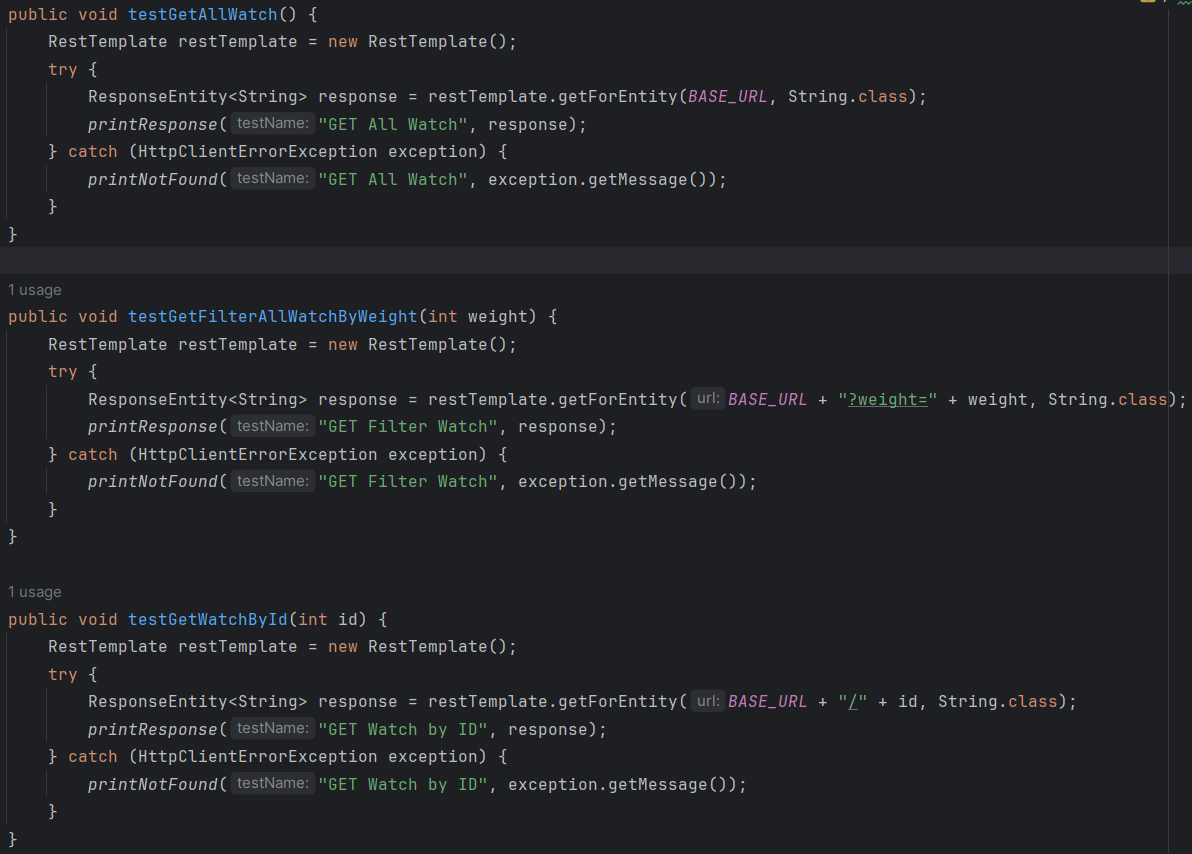 public void testGetAllWatch() {
    RestTemplate restTemplate = new RestTemplate();
    try {
        ResponseEntity<String> response = restTemplate.getForEntity(BASE_URL, String.class);
        printResponse( testName: "GET All Watch", response);
    } catch (HttpClientErrorException exception) {
        printNotFound( testName: "GET All Watch", exception.getMessage());
    }
}
1 usage
public void testGetFilterAllWatchByWeight(int weight) {
    RestTemplate restTemplate = new RestTemplate();
    try {
        ResponseEntity<String> response = restTemplate.getForEntity( url: BASE_URL + "?weight=" + weight, String.class);
        printResponse( testName: "GET Filter Watch", response);
    } catch (HttpClientErrorException exception) {
        printNotFound( testName: "GET Filter Watch", exception.getMessage());
    }
}
1 usage
public void testGetWatchById(int id) {
    RestTemplate restTemplate = new RestTemplate();
    try {
        ResponseEntity<String> response = restTemplate.getForEntity( url: BASE_URL + "/" + id, String.class);
        printResponse( testName: "GET Watch by ID", response);
    } catch (HttpClientErrorException exception) {
        printNotFound( testName: "GET Watch by ID", exception.getMessage());
    }
}